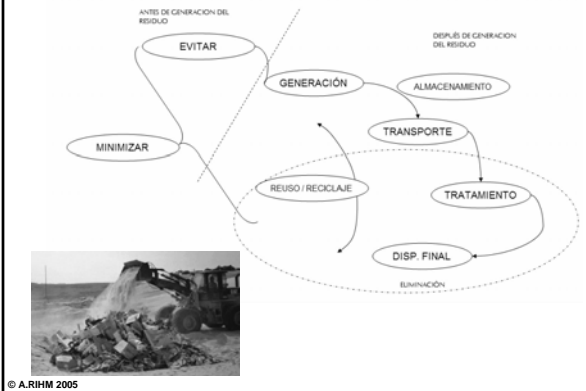 ANTES DE GENERACION DEL
RESIDUO
EVITAR
DESPUÉS DE GENERACION
DEL RESIDUO
GENERACIÓN
ALMACENAMIENTO
TRANSPORTE
MINIMIZAR
REUSO / RECICLAJE
TRATAMIENTO
DISP. FINAL
ELIMINACIÓN
© A.RIHM 2005